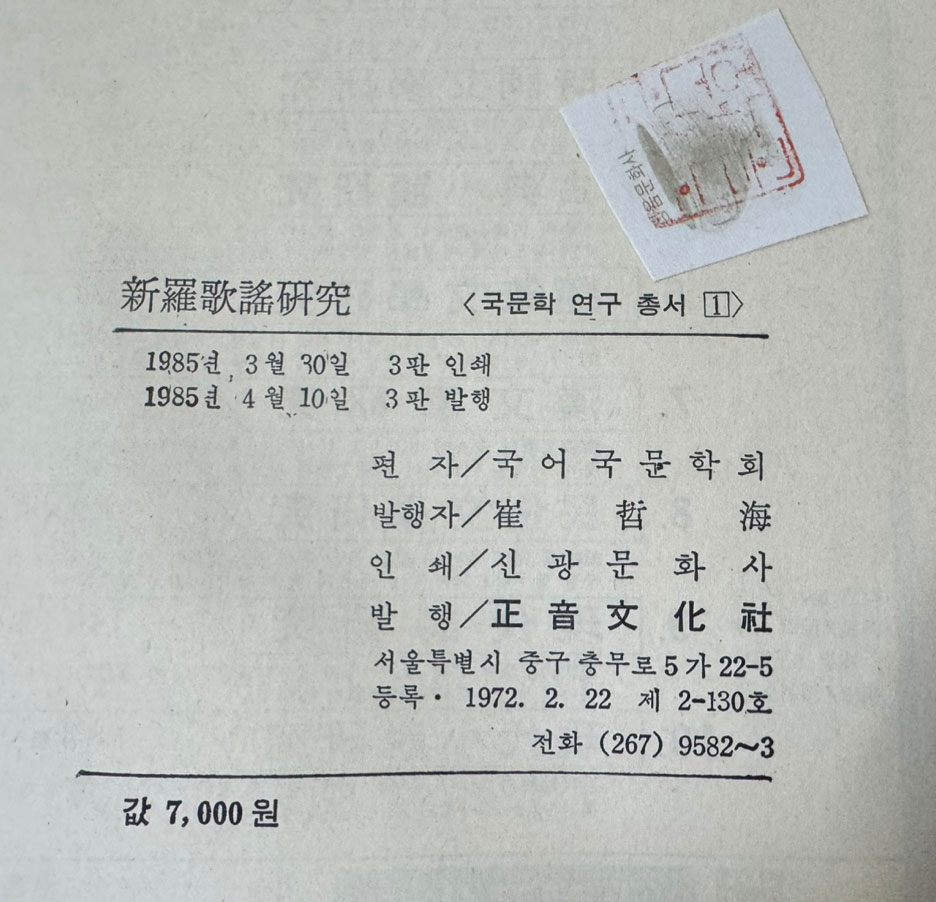 新羅歌謠硏究 〈국문학 연구 총서 1〉
1985년 3월 30일 3판 인쇄
1985년 4월 10일 3판 발행
편 자/국 어 국 문 학 회
발행자/崔 哲 海
인 쇄/신 광 문 화 사
발 행/正 音 文 化 社
서울특별시 중구 충무로 5 가 22-5
등록· 1972. 2. 22 제 2-130호
전화 (267) 9582~3
값 7,000원